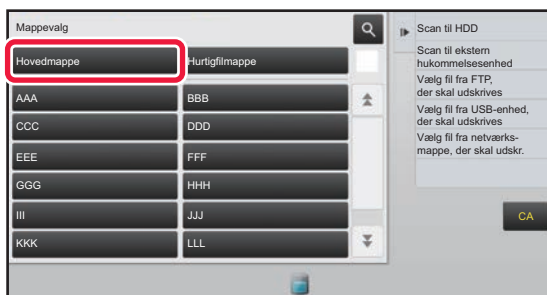 Mappevalg
Hovedmappe
Hurtigfilmappe
AAA
BBB
CCC
DDD
EEE
FFF
GGG
HHH
III
JJJ
KKK
LLL
Scan til HDD
Scan til ekstern
hukommelsesenhed
Vælg fil fra FTP,
der skal udskrives
Vælg fil fra USB-enhed,
der skal udskrives
Vælg fil fra netværks-
mappe, der skal udskr.
CA